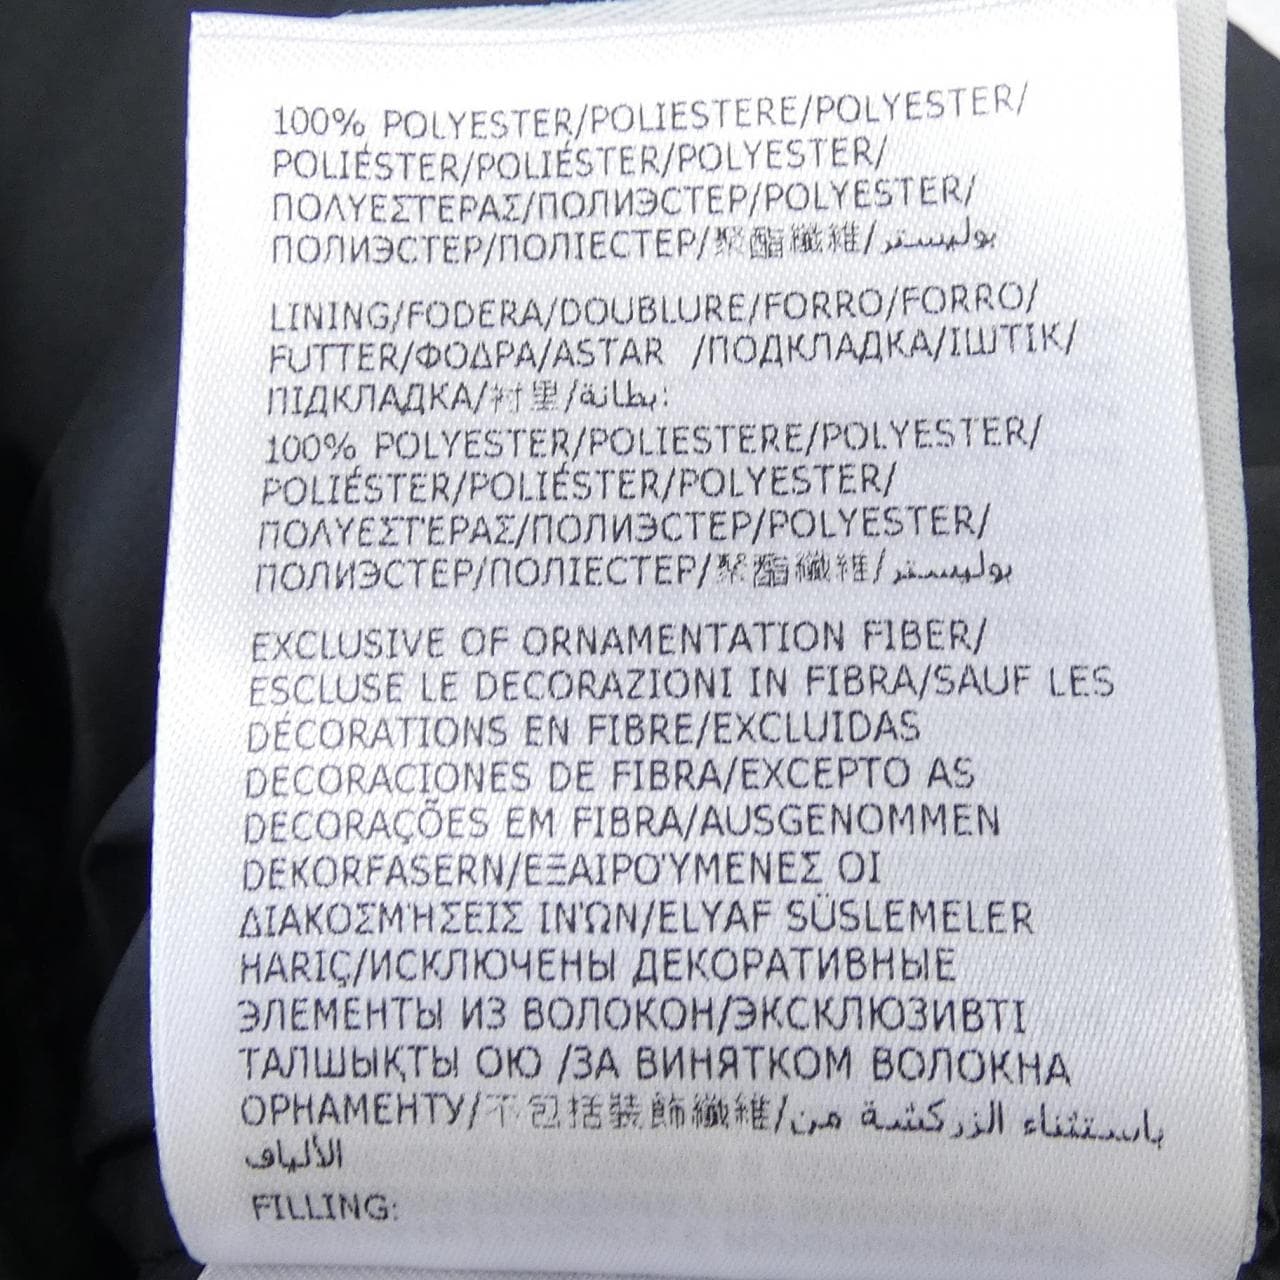 100% POLYESTER/POLIESTERE/POLYESTER/
POLIÉSTER/POLIÉSTER/POLYESTER/
ΠΟΛΥΕΣΤΕΡΑΣ/ПОЛИЭСТЕР/POLYESTER/
ПОЛИЭСТЕР/ПОЛІЕСТЕР/聚酯纖維/بوليستر
LINING/FODERA/DOUBLURE/FORRO/FORRO/
FUTTER/ΦΟΔΡΑ/ASTAR /ПОДКЛАДКА/ІШТІК/
ПІДКЛАДКА/衬里/بطانة:
100% POLYESTER/POLIESTERE/POLYESTER/
POLIÉSTER/POLIÉSTER/POLYESTER/
ΠΟΛΥΕΣΤΈΡΑΣ/ПОЛИЭСТЕР/POLYESTER/
ПОЛИЭСТЕР/ПОЛІЕСТЕР/聚酯纖維/بوليستر
EXCLUSIVE OF ORNAMENTATION FIBER/
ESCLUSE LE DECORAZIONI IN FIBRA/SAUF LES
DÉCORATIONS EN FIBRE/EXCLUIDAS
DECORACIONES DE FIBRA/EXCEPTO AS
DECORAÇÕES EM FIBRA/AUSGENOMMEN
DEKORFASERN/ΕΞΑΙΡΟΎΜΕΝΕΣ ΟΙ
ΔΙΑΚΟΣΜΉΣΕΙΣ ΙΝΏΝ/ELYAF SÜSLEMELER
HARIÇ/ИСКЛЮЧЕНЫ ДЕКОРАТИВНЫЕ
ЭЛЕМЕНТЫ ИЗ ВОЛОКОН/ЭКСКЛЮЗИВТІ
ТАЛШЫҚТЫ ОЮ /ЗА ВИНЯТКОМ ВОЛОКНА
ОРНАМЕНТУ/不包括裝飾纖維/باستثناء الزركشة من
الألياف
FILLING: